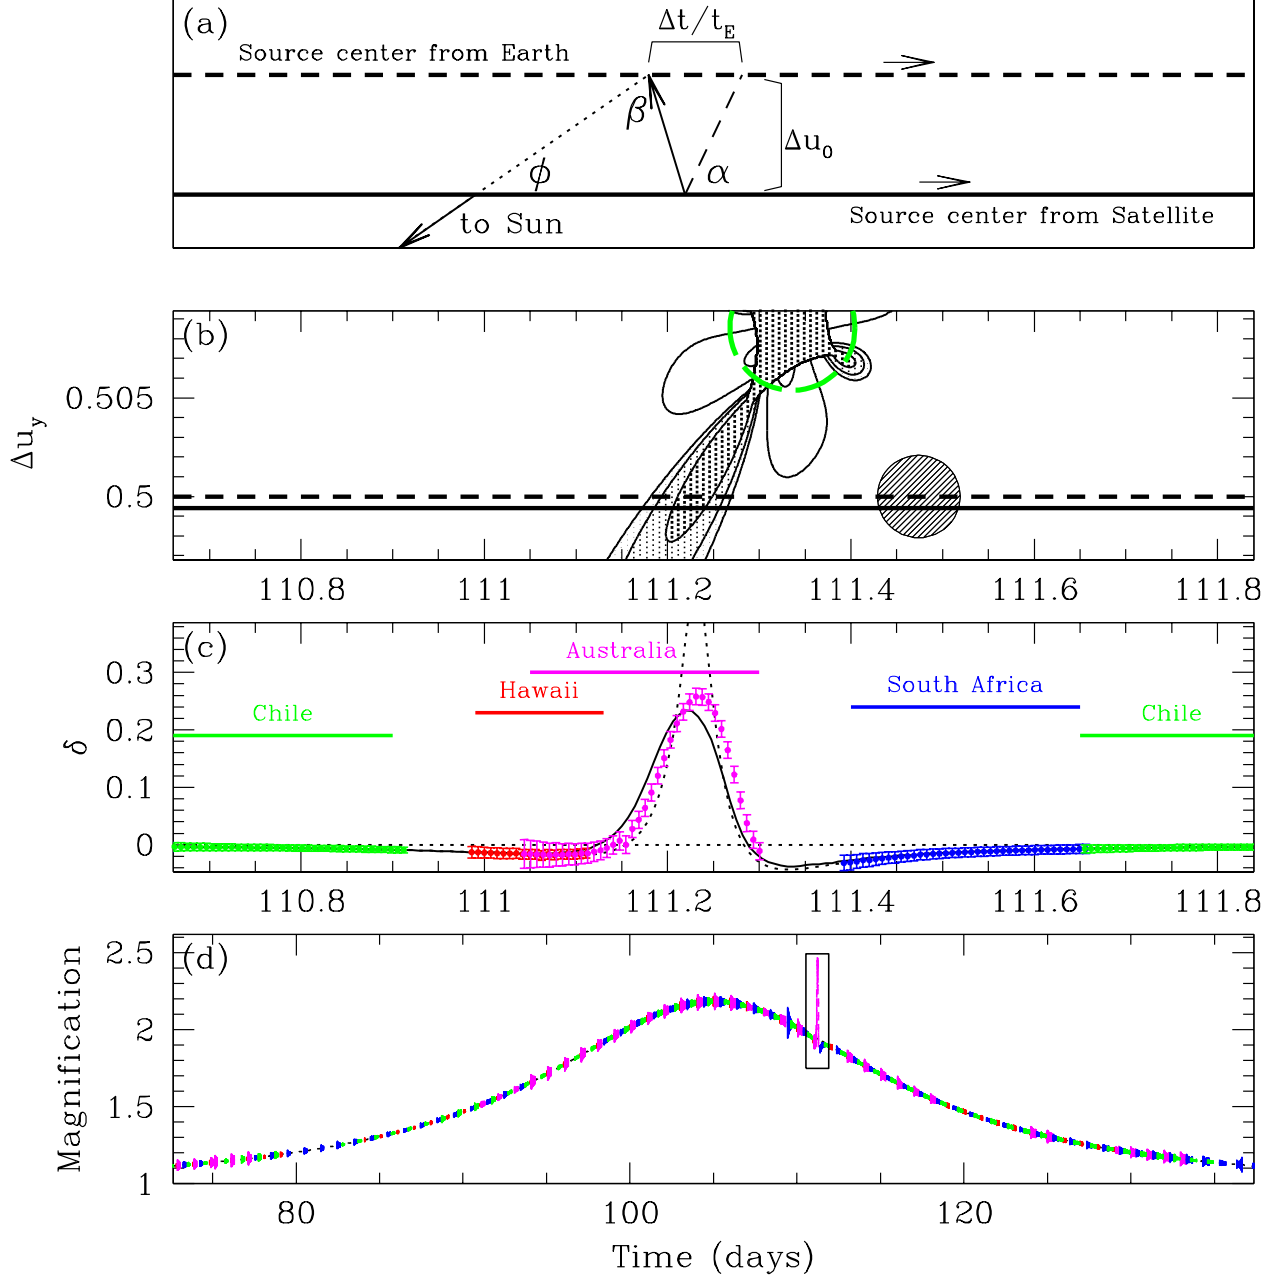 (a)
Δt/t_E
Source center from Earth
β
Δu_0
ϕ
α
to Sun
Source center from Satellite
(b)
Δu_y
0.505
0.5
110.8 111 111.2 111.4 111.6 111.8
(c)
Australia
Hawaii
South Africa
Chile
Chile
δ
0.3
0.2
0.1
0
110.8 111 111.2 111.4 111.6 111.8
(d)
Magnification
2.5
2
1.5
1
80 100 120
Time (days)